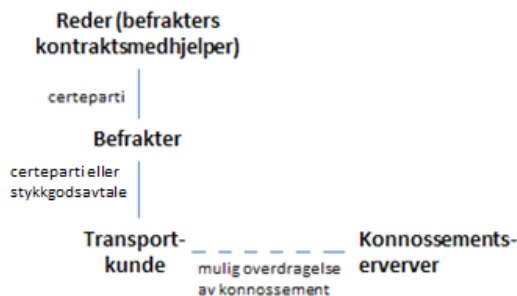 Reder (befrakters
kontraktsmedhjelper)
certeparti
Befrakter
certeparti eller
stykkgodsavtale
Transport-
kunde
mulig overdragelse
av konnossement
Konnossements-
erverver